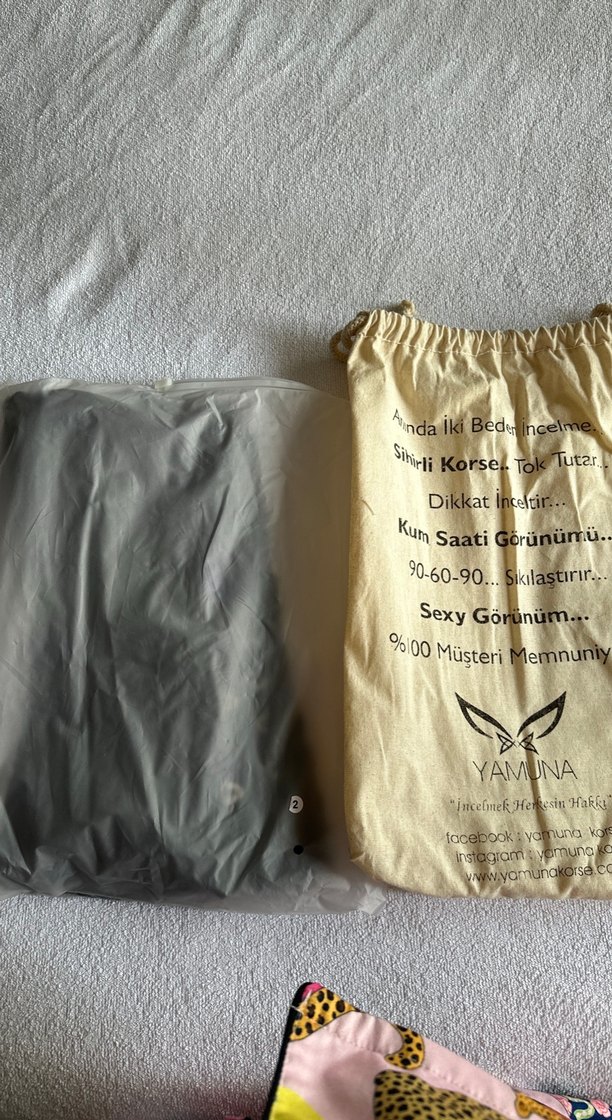 2
Anında İki Beden İncelme..
Sihirli Korse.. Tok Tutar...
Dikkat İnceltir...
Kum Saati Görünümü..
90-60-90... Sıkılaştırır...
Sexy Görünüm...
%100 Müşteri Memnuniy
YAMUNA
"İncelmek Herkesin Hakkı"
facebook : yamuna kors
instagram : yamuna ko
www.yamunakorse.co